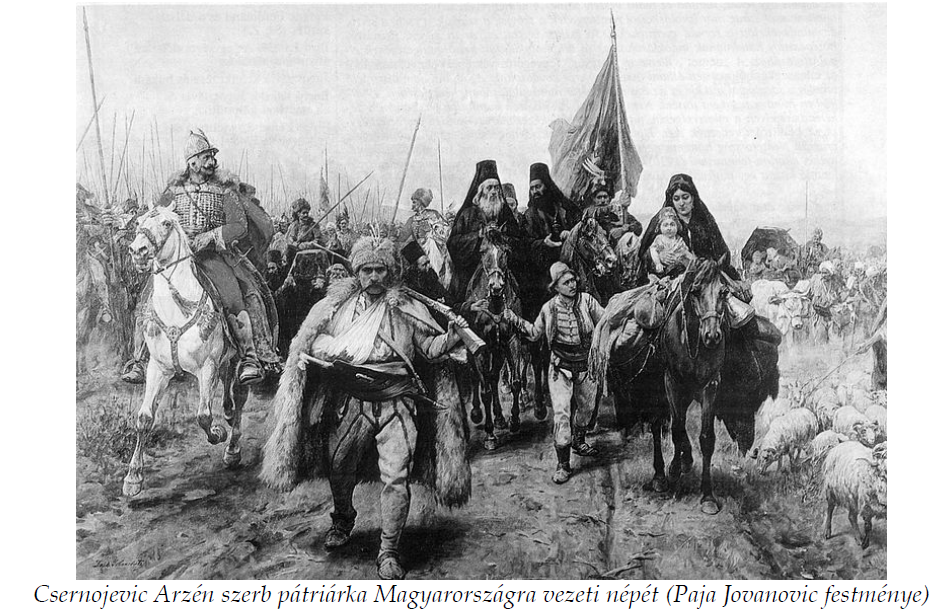 Csernojevic Arzén szerb pátriárka Magyarországra vezeti népét (Paja Jovanovic festménye)